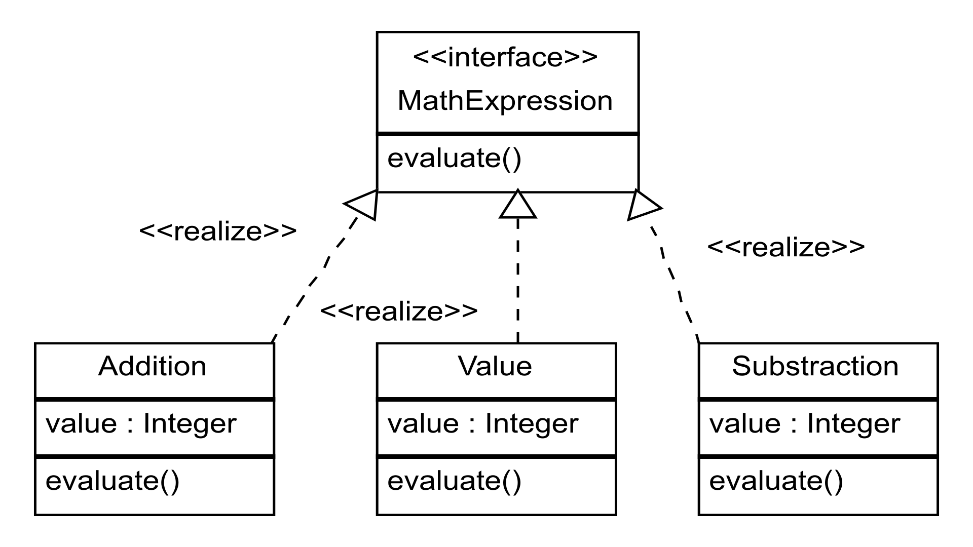 <<interface>>
MathExpression
evaluate()
<<realize>>
<<realize>>
<<realize>>
Addition
value : Integer
evaluate()
Value
value : Integer
evaluate()
Substraction
value : Integer
evaluate()